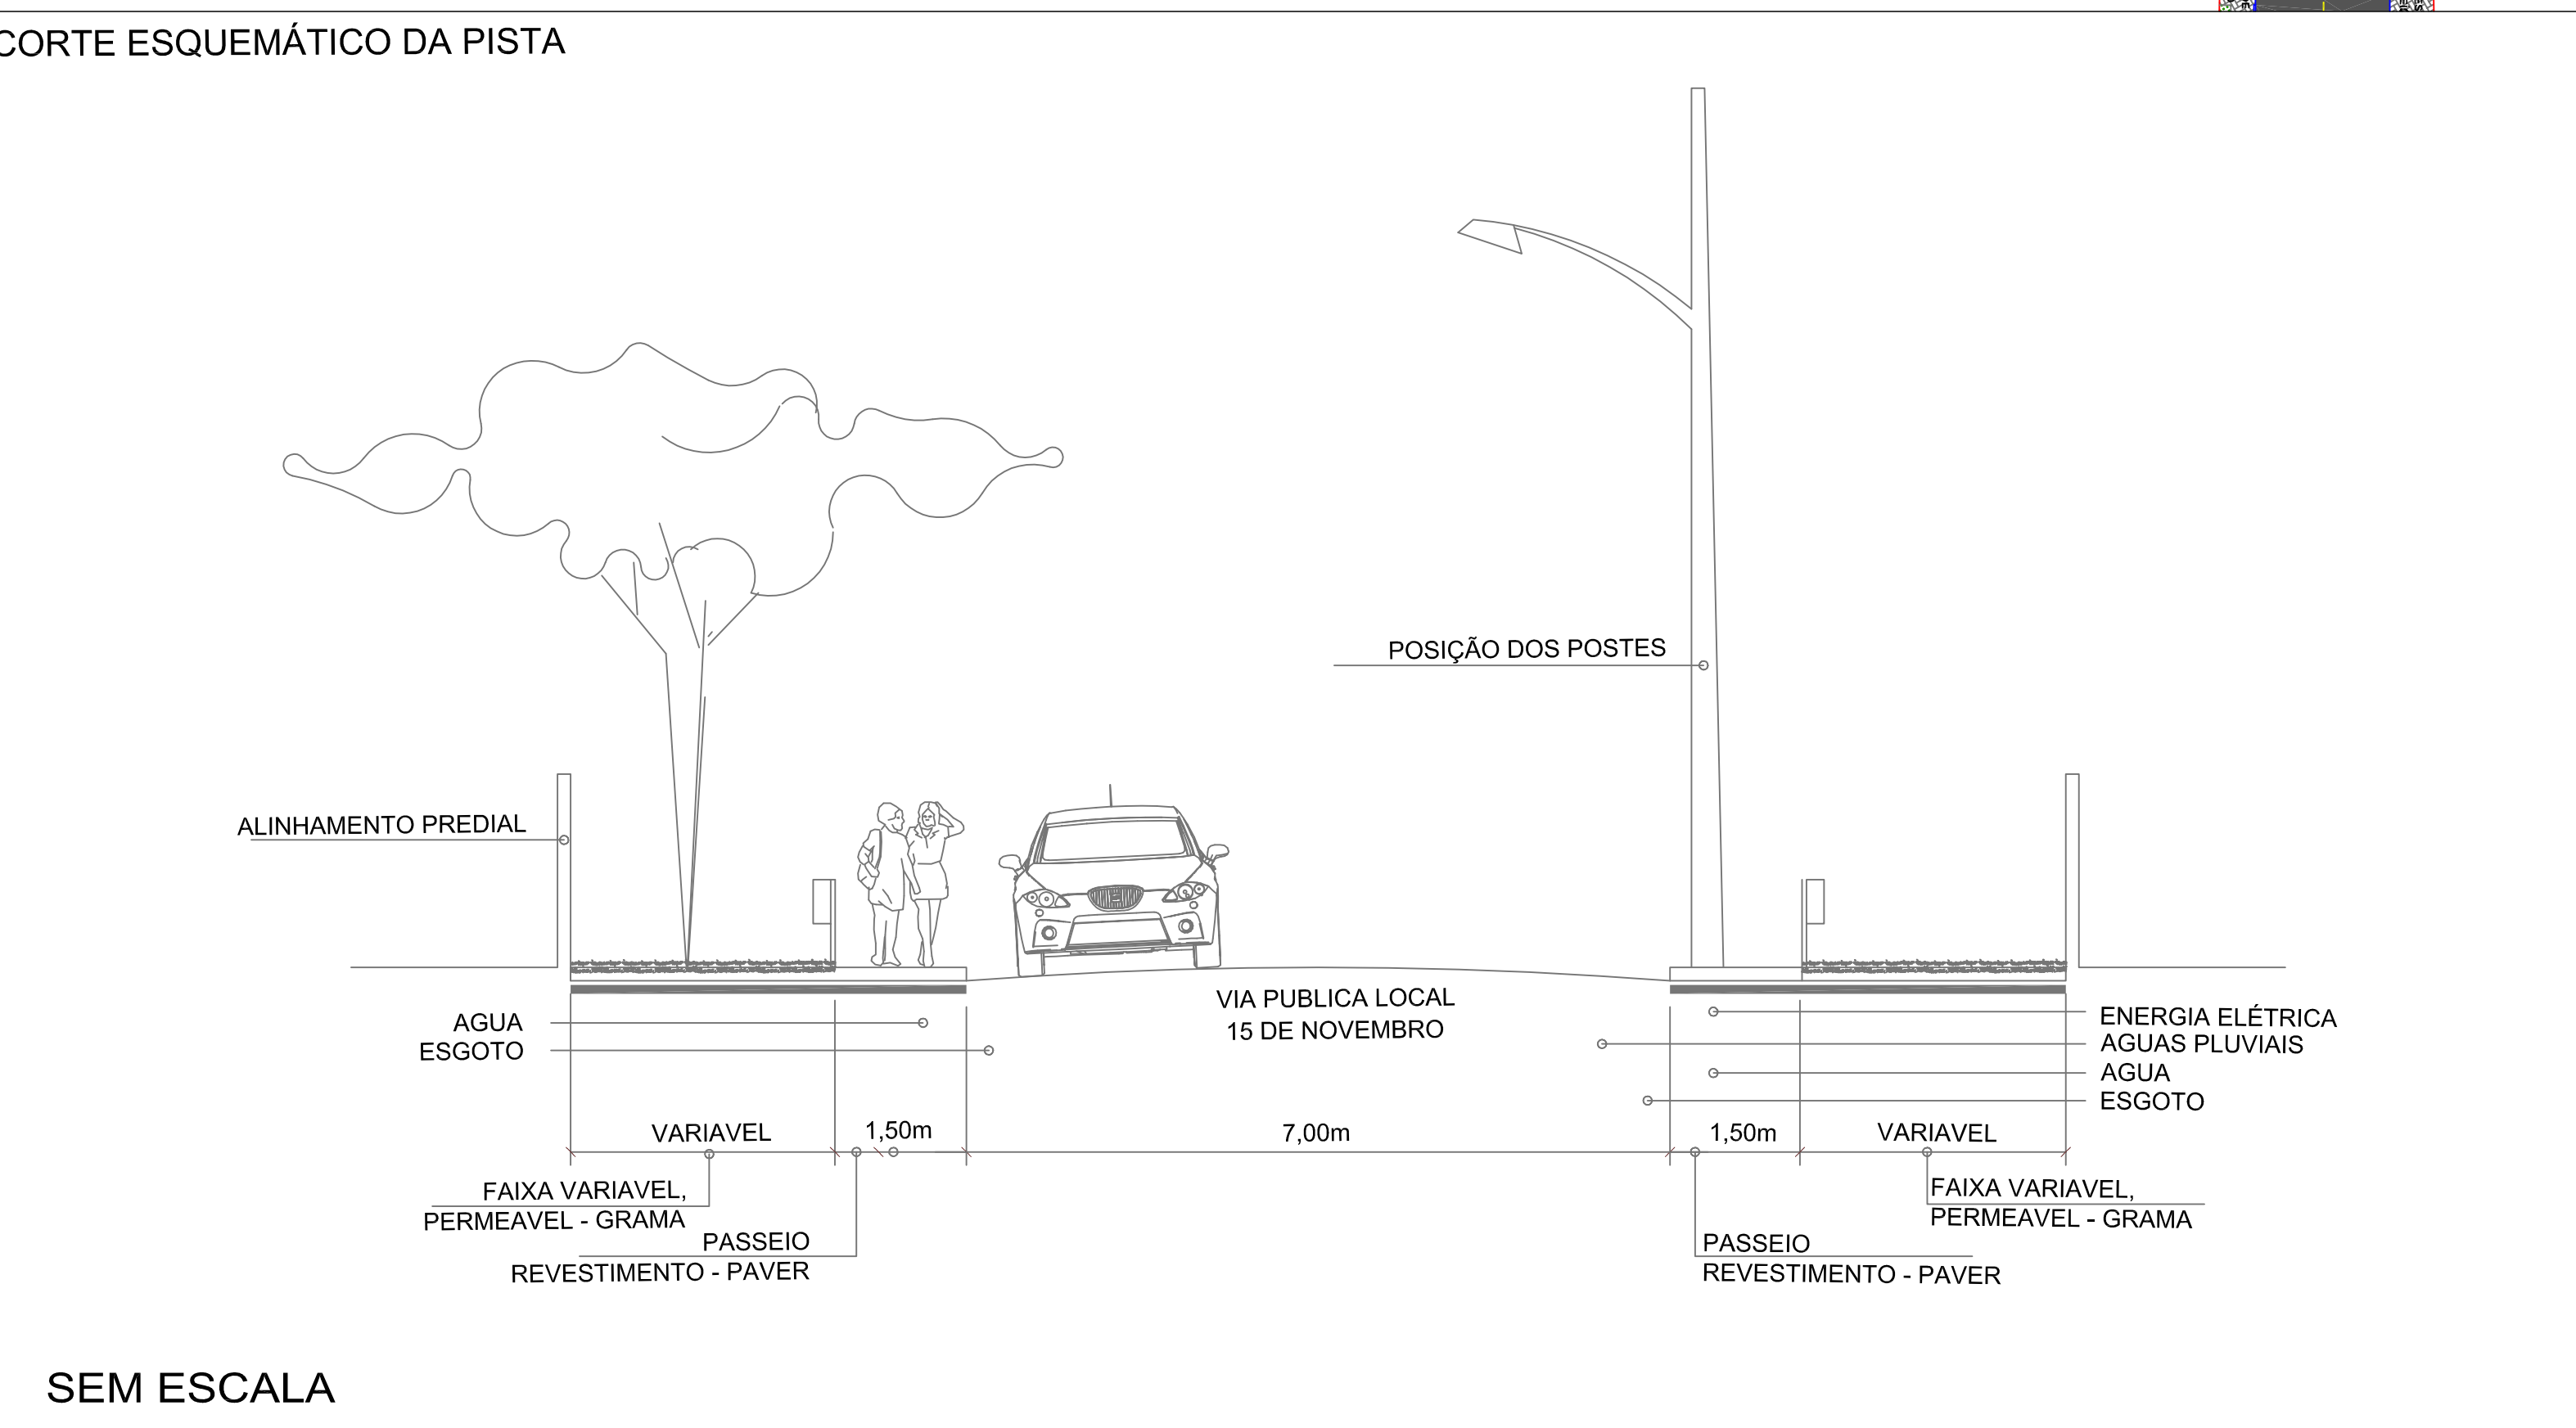 CORTE ESQUEMÁTICO DA PISTA
POSIÇÃO DOS POSTES
ALINHAMENTO PREDIAL
VIA PUBLICA LOCAL
15 DE NOVEMBRO
AGUA
ESGOTO
ENERGIA ELÉTRICA
AGUAS PLUVIAIS
AGUA
ESGOTO
VARIAVEL
1,50m
7,00m
1,50m
VARIAVEL
FAIXA VARIAVEL,
PERMEAVEL - GRAMA
PASSEIO
REVESTIMENTO - PAVER
FAIXA VARIAVEL,
PERMEAVEL - GRAMA
PASSEIO
REVESTIMENTO - PAVER
SEM ESCALA